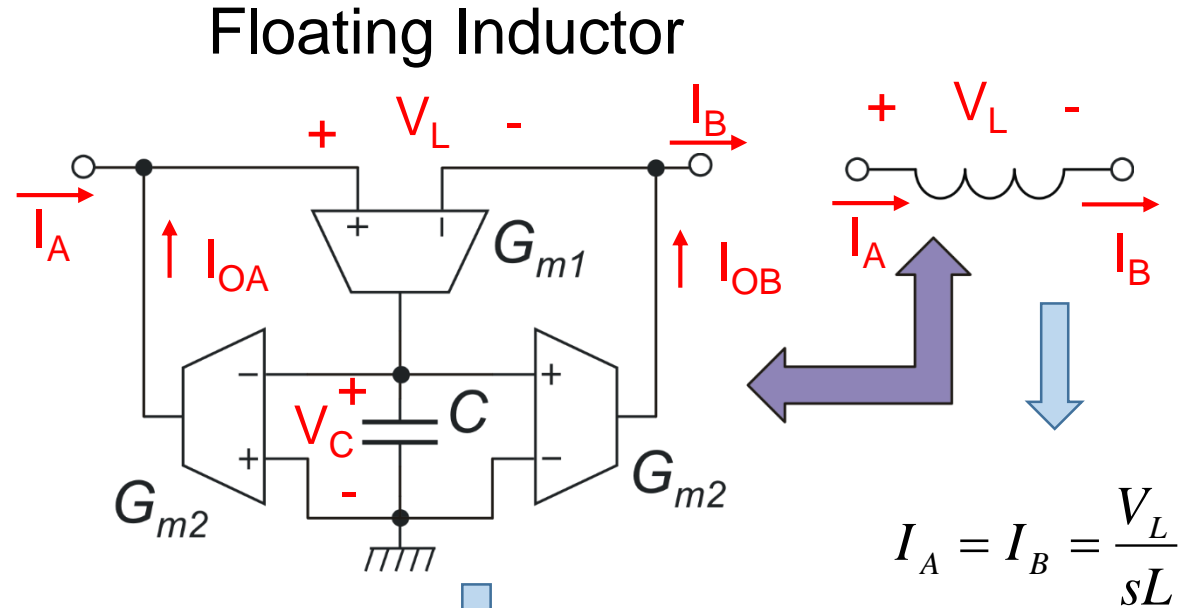 Floating Inductor
+ V_L -
I_B
+ V_L -
I_A
I_OA
+ -
G_m1
I_OB
I_A
I_B
- + C +
V_C
+ - -
G_m2
G_m2
I_A = I_B = V_L / sL